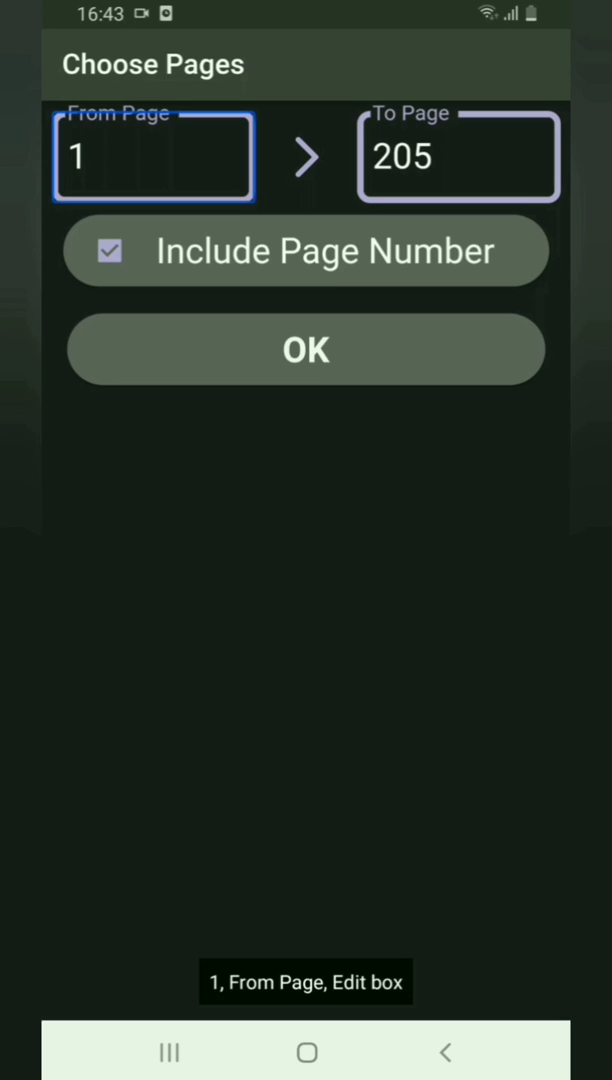 16:43
Choose Pages
From Page
To Page
1
205
Include Page Number
OK
1, From Page, Edit box